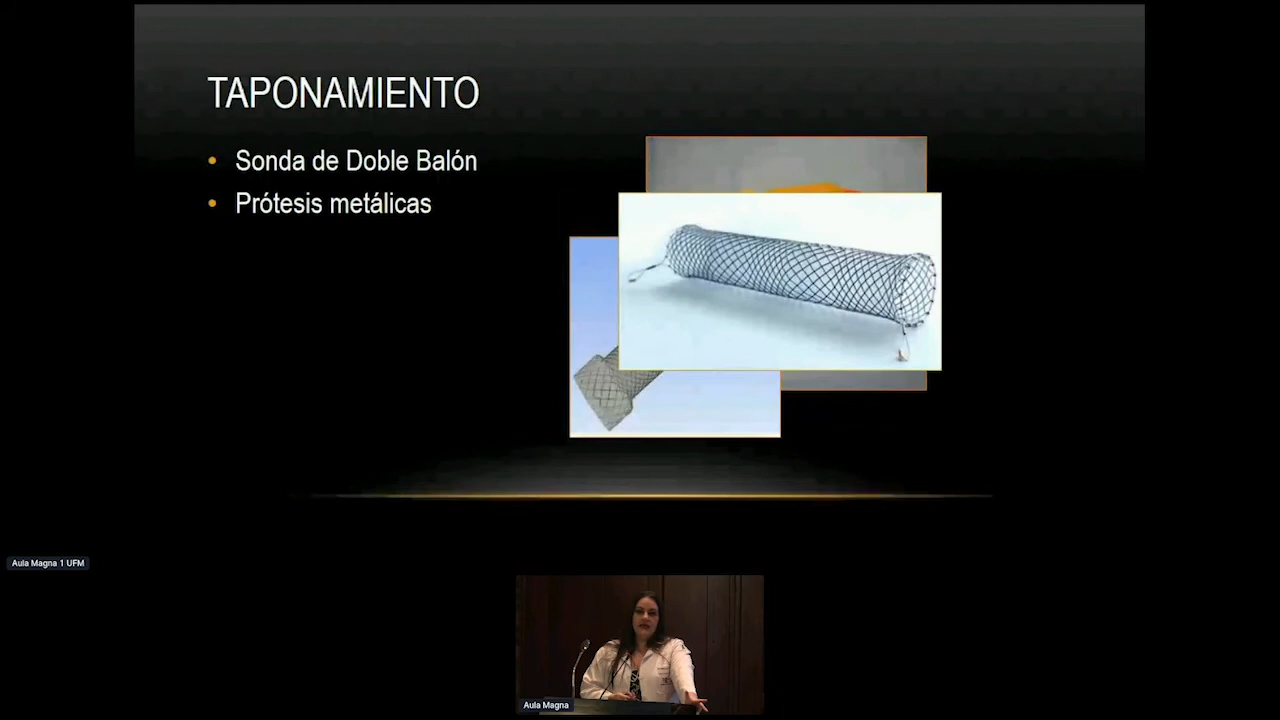 TAPONAMIENTO
• Sonda de Doble Balón
• Prótesis metálicas
Aula Magna 1 UFM
Aula Magna